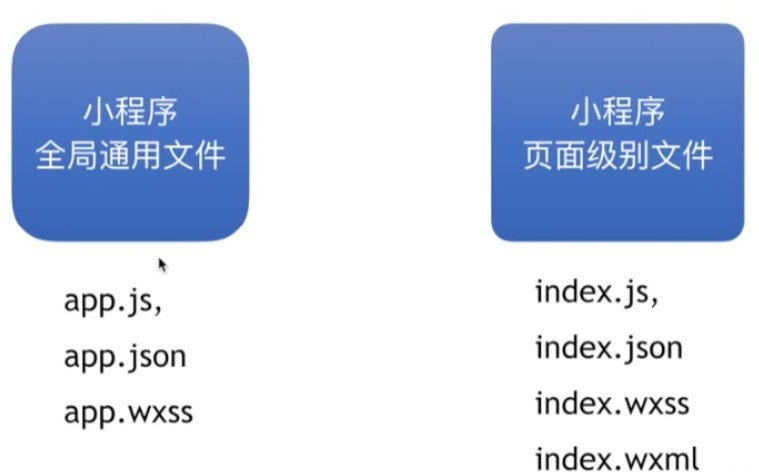 小程序
全局通用文件
app.js,
app.json
app.wxss
小程序
页面级别文件
index.js,
index.json
index.wxss
index.wxml